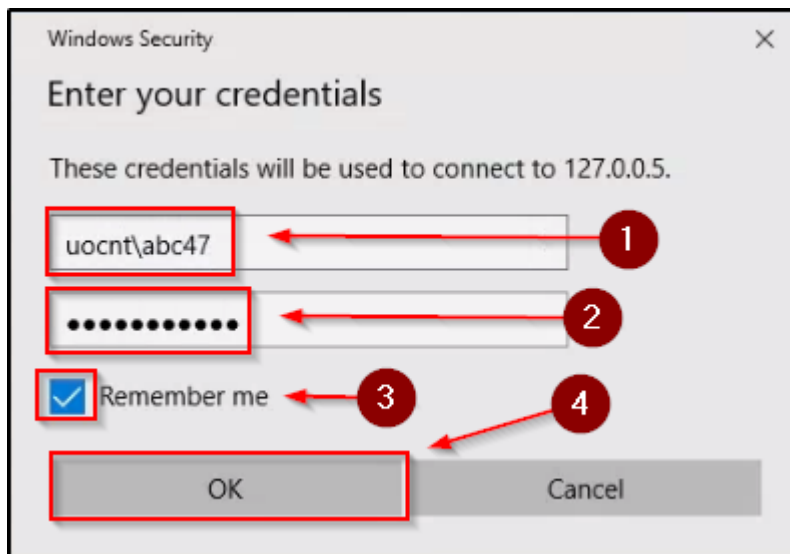 Windows Security
Enter your credentials
These credentials will be used to connect to 127.0.0.5.
uocnt\abc47
1
●●●●●●●●●●●
2
Remember me
3
4
OK
Cancel